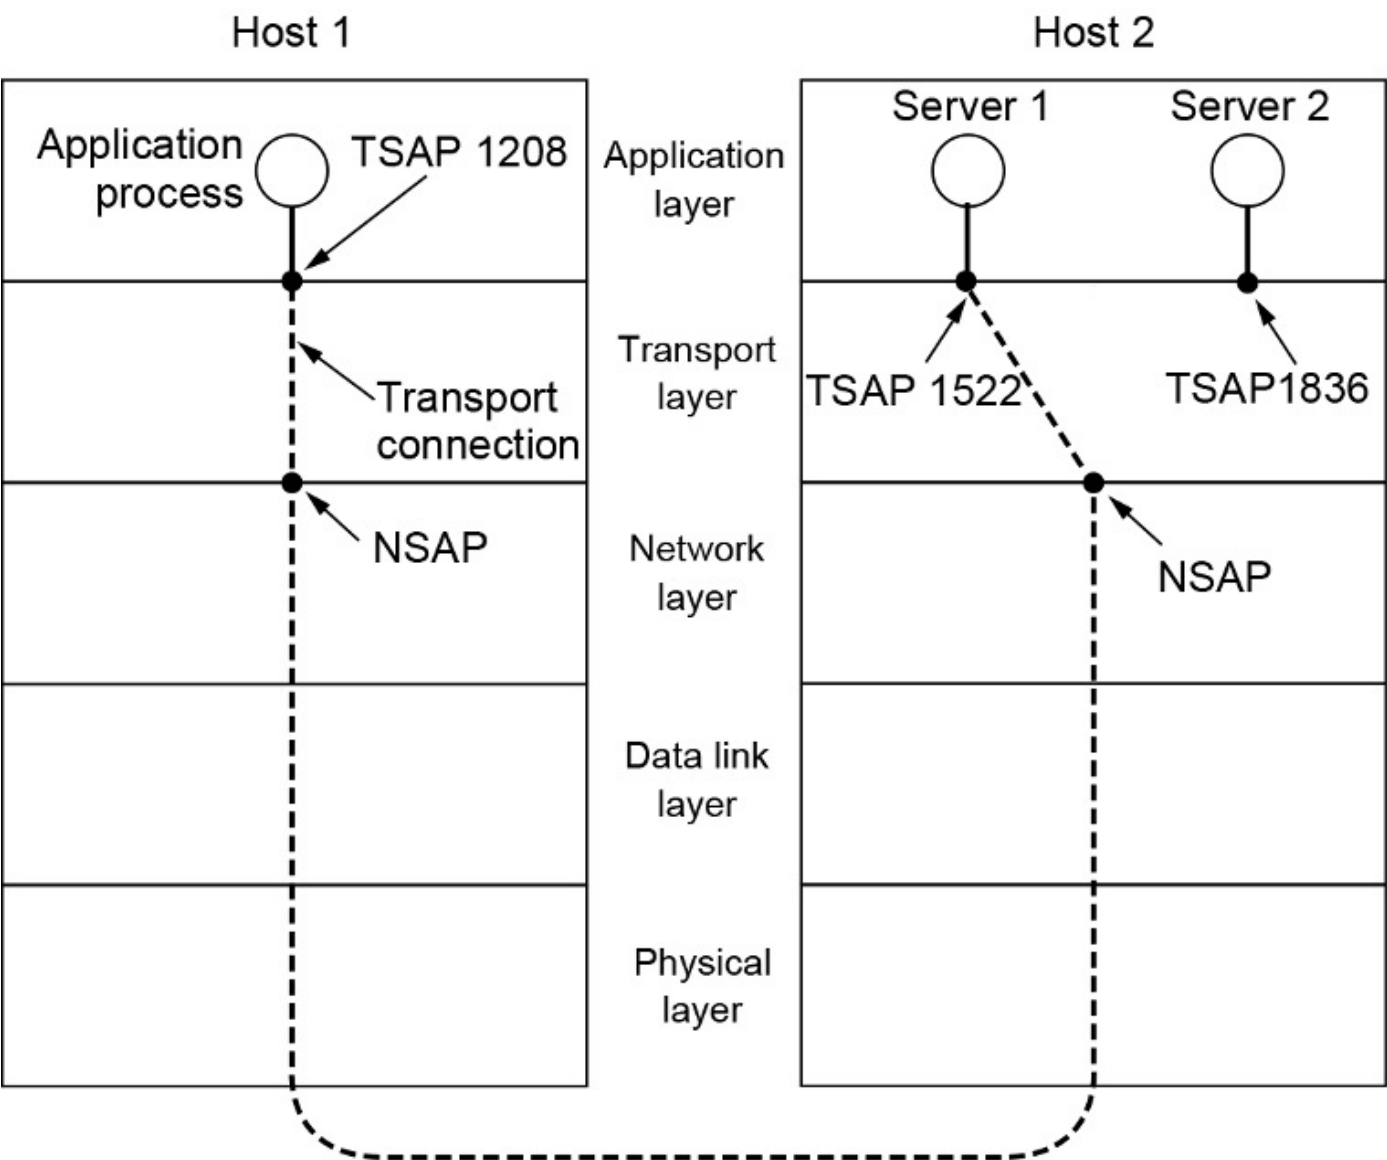 Host 1
Host 2
Application
process
TSAP 1208
Application
layer
Server 1
Server 2
Transport
connection
Transport
layer
TSAP 1522
TSAP1836
NSAP
Network
layer
NSAP
Data link
layer
Physical
layer